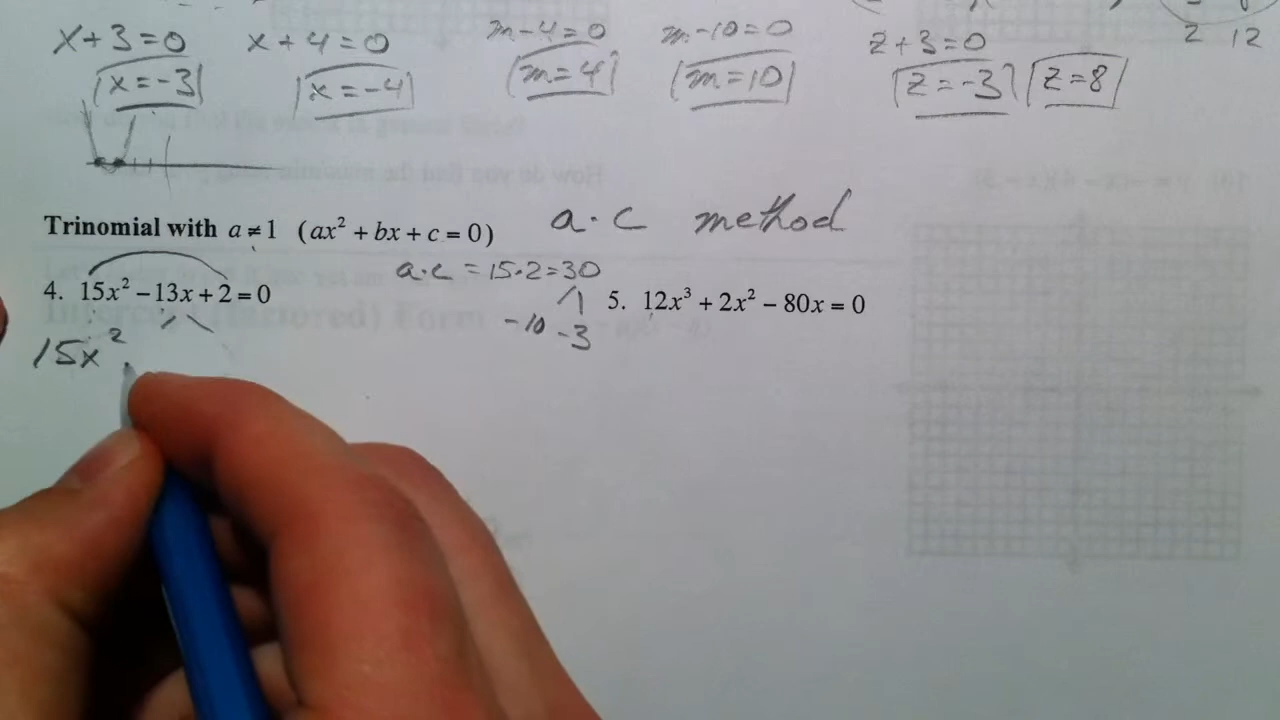 x+3=0 x+4=0 m-4=0 m-10=0 z+3=0 2 12
x=-3 x=-4 m=4 m=10 z=-3 z=8
Trinomial with a≠1 (ax²+bx+c=0) a·c method
a·c = 15·2=30
4. 15x²-13x+2=0 5. 12x³+2x²-80x=0
-10 -3
15x²